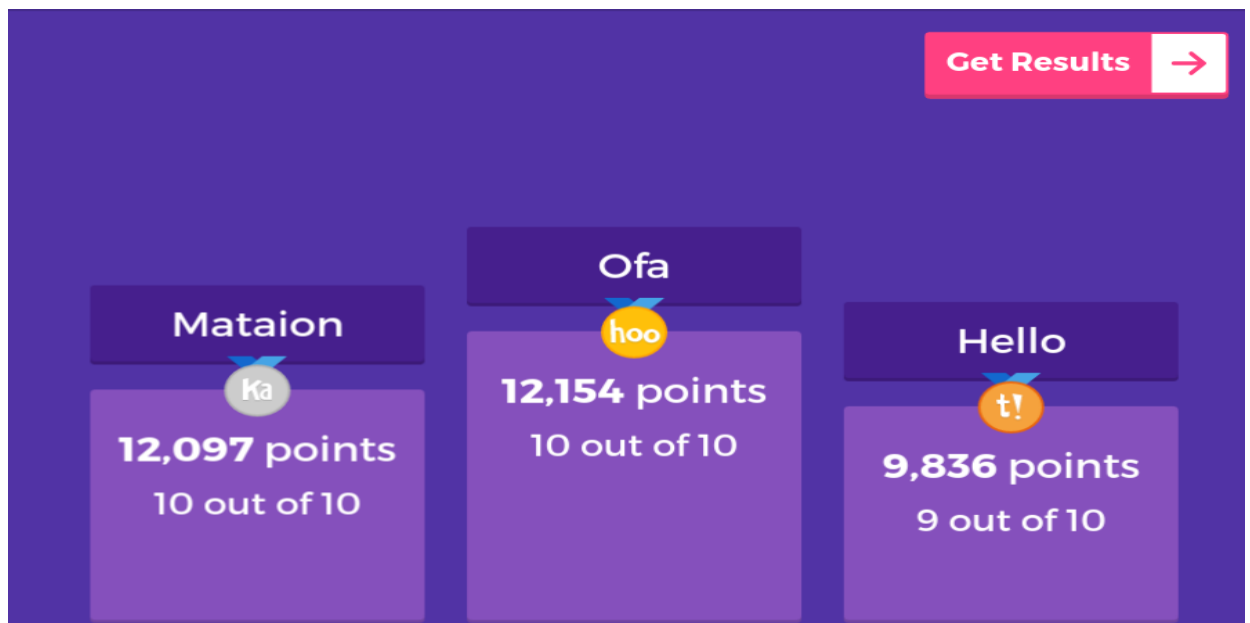 Get Results →
Mataion
Ka
12,097 points
10 out of 10
Ofa
hoo
12,154 points
10 out of 10
Hello
t!
9,836 points
9 out of 10